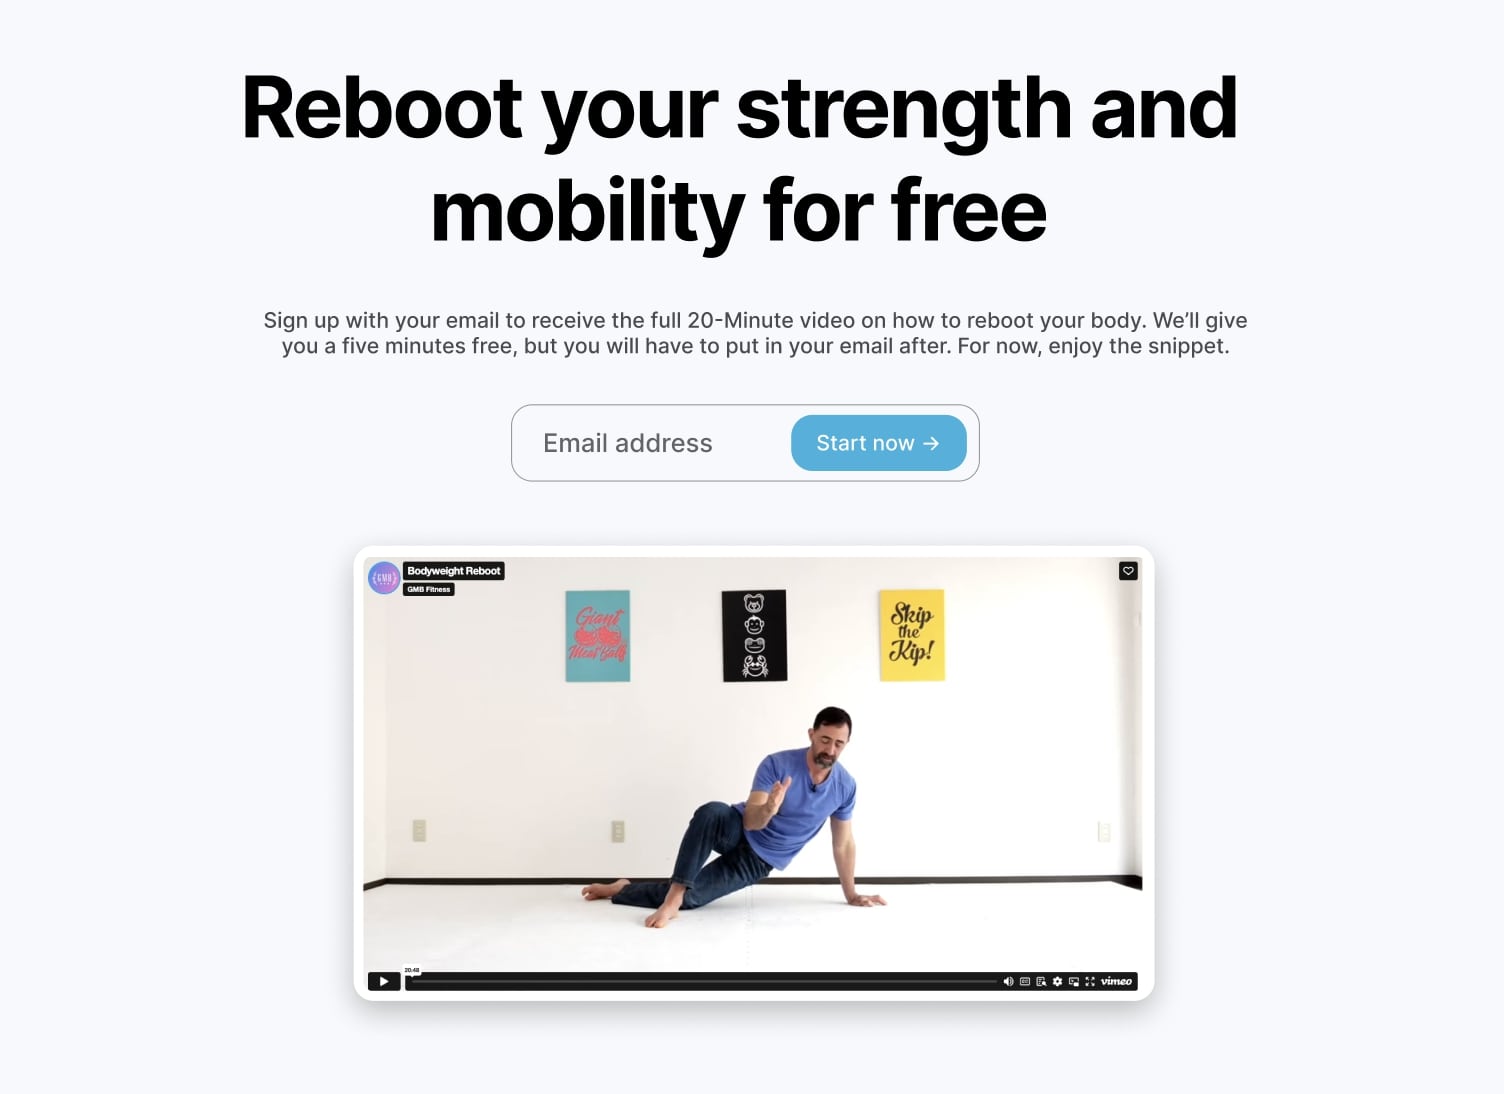 Reboot your strength and
mobility for free
Sign up with your email to receive the full 20-Minute video on how to reboot your body. We’ll give
you a five minutes free, but you will have to put in your email after. For now, enjoy the snippet.
Email address
Start now →
Bodyweight Reboot
GMB
GMB Fitness
Giant
Meat Balls
Skip
the
Kip!
20:48
vimeo